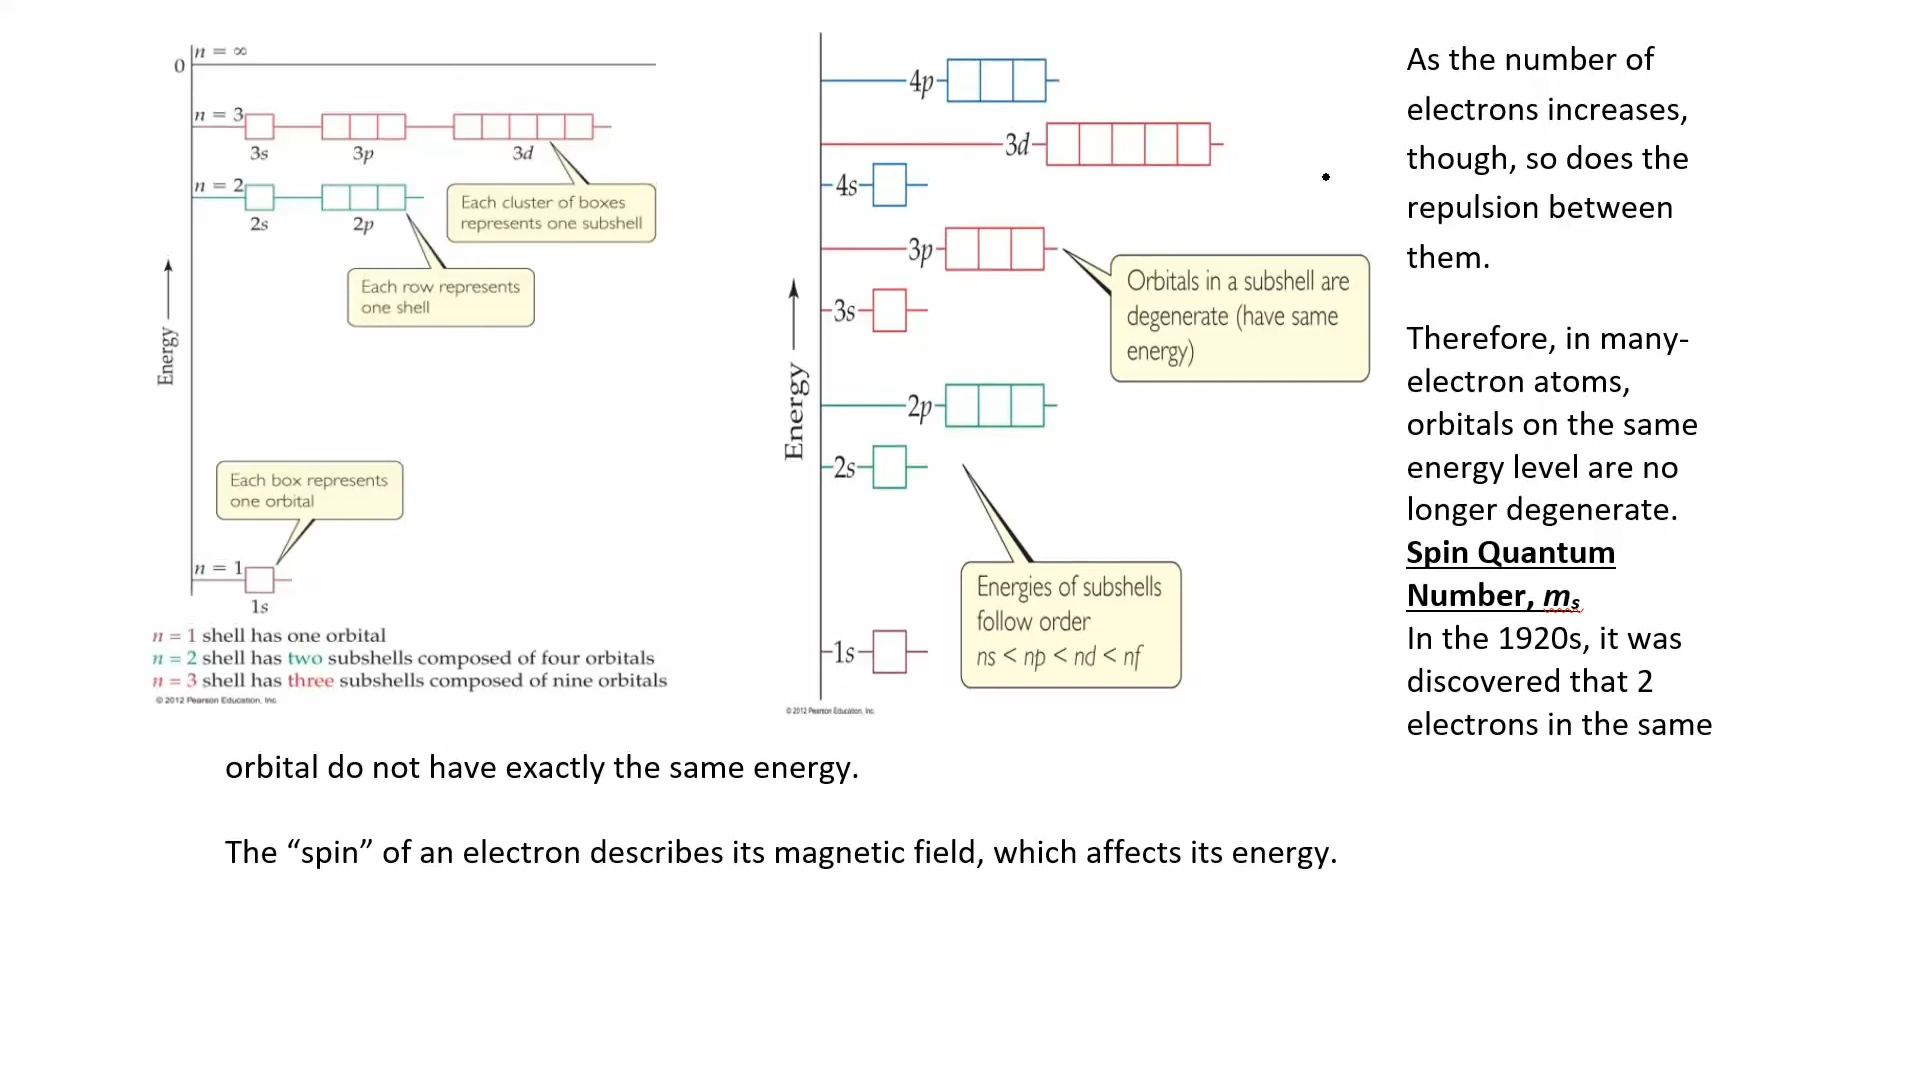 n = ∞
0
n = 3
3s
3p
3d
n = 2
2s
2p
Each cluster of boxes
represents one subshell
Each row represents
one shell
Energy
Each box represents
one orbital
n = 1
1s
n = 1 shell has one orbital
n = 2 shell has two subshells composed of four orbitals
n = 3 shell has three subshells composed of nine orbitals
© 2012 Pearson Education, Inc.
4p
3d
4s
3p
Orbitals in a subshell are
degenerate (have same
energy)
3s
Energy
2p
2s
Energies of subshells
follow order
ns < np < nd < nf
1s
© 2012 Pearson Education, Inc.
As the number of
electrons increases,
though, so does the
repulsion between
them.
Therefore, in many-
electron atoms,
orbitals on the same
energy level are no
longer degenerate.
Spin Quantum
Number, ms
In the 1920s, it was
discovered that 2
electrons in the same
orbital do not have exactly the same energy.
The “spin” of an electron describes its magnetic field, which affects its energy.